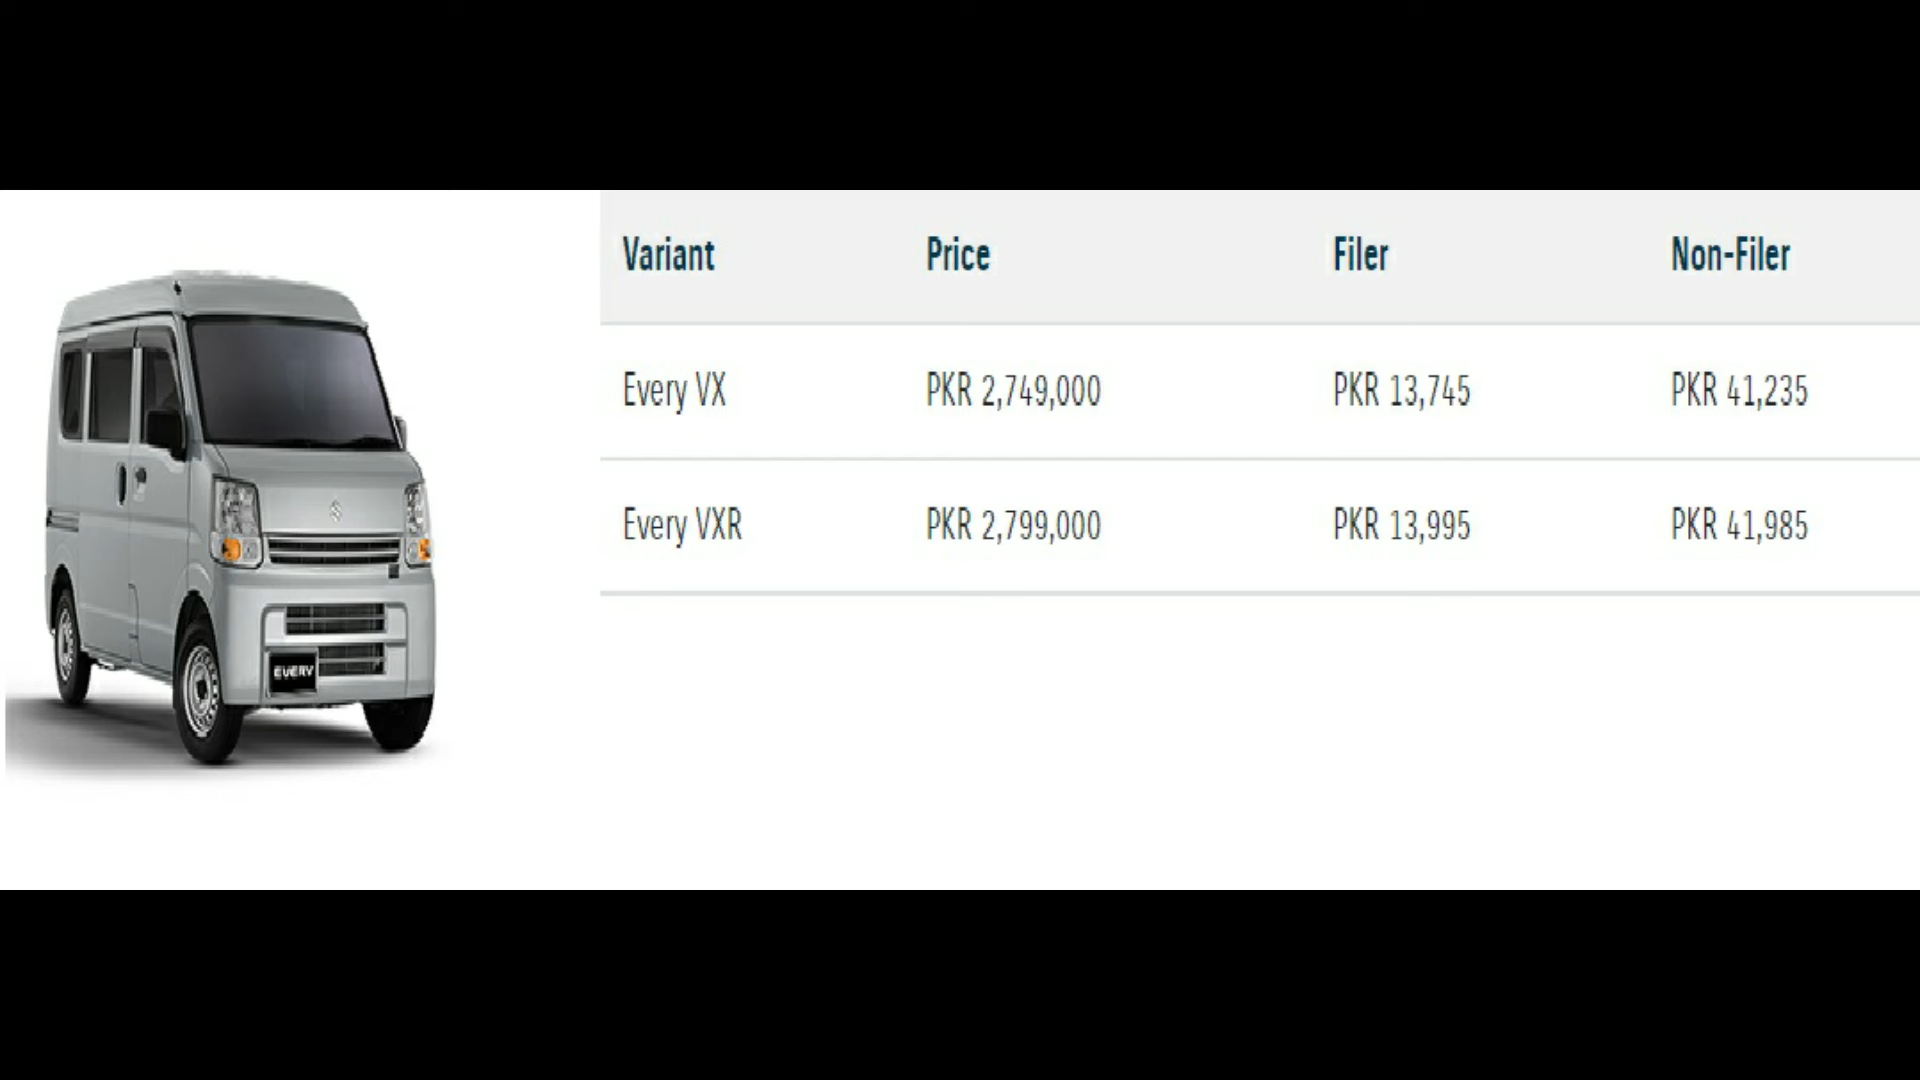 Variant Price Filer Non-Filer
Every VX PKR 2,749,000 PKR 13,745 PKR 41,235
Every VXR PKR 2,799,000 PKR 13,995 PKR 41,985
EVERY